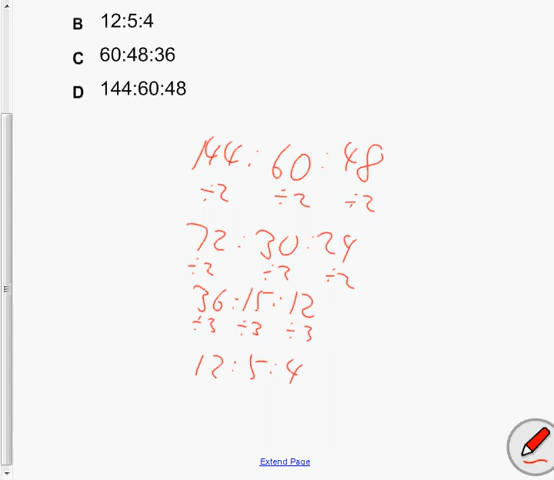 B 12:5:4
C 60:48:36
D 144:60:48
144:60:48
÷2 ÷2 ÷2
72:30:24
÷2 ÷2 ÷2
36:15:12
÷3 ÷3 ÷3
12:5:4
Extend Page